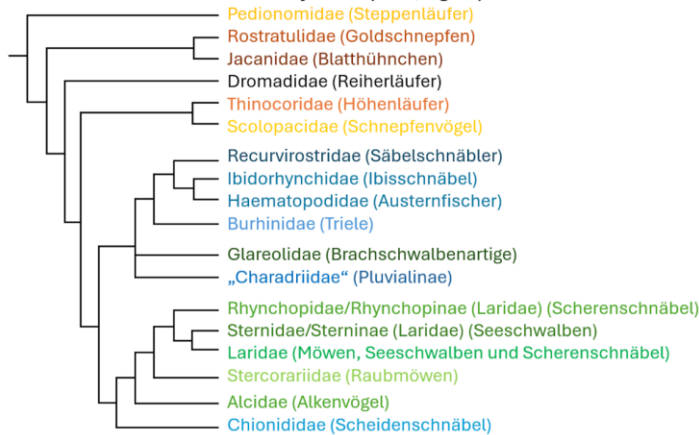 Pedionomidae (Steppenläufer)
Rostratulidae (Goldschnepfen)
Jacanidae (Blatthühnchen)
Dromadidae (Reiherläufer)
Thinocoridae (Höhenläufer)
Scolopacidae (Schnepfenvögel)
Recurvirostridae (Säbelschnäbler)
Ibidorhynchidae (Ibisschnäbel)
Haematopodidae (Austernfischer)
Burhinidae (Triele)
Glareolidae (Brachschwalbenartige)
„Charadriidae“ (Pluvialinae)
Rhynchopidae/Rhynchopinae (Laridae) (Scherenschnäbel)
Sternidae/Sterninae (Laridae) (Seeschwalben)
Laridae (Möwen, Seeschwalben und Scherenschnäbel)
Stercorariidae (Raubmöwen)
Alcidae (Alkenvögel)
Chionididae (Scheidenschnäbel)